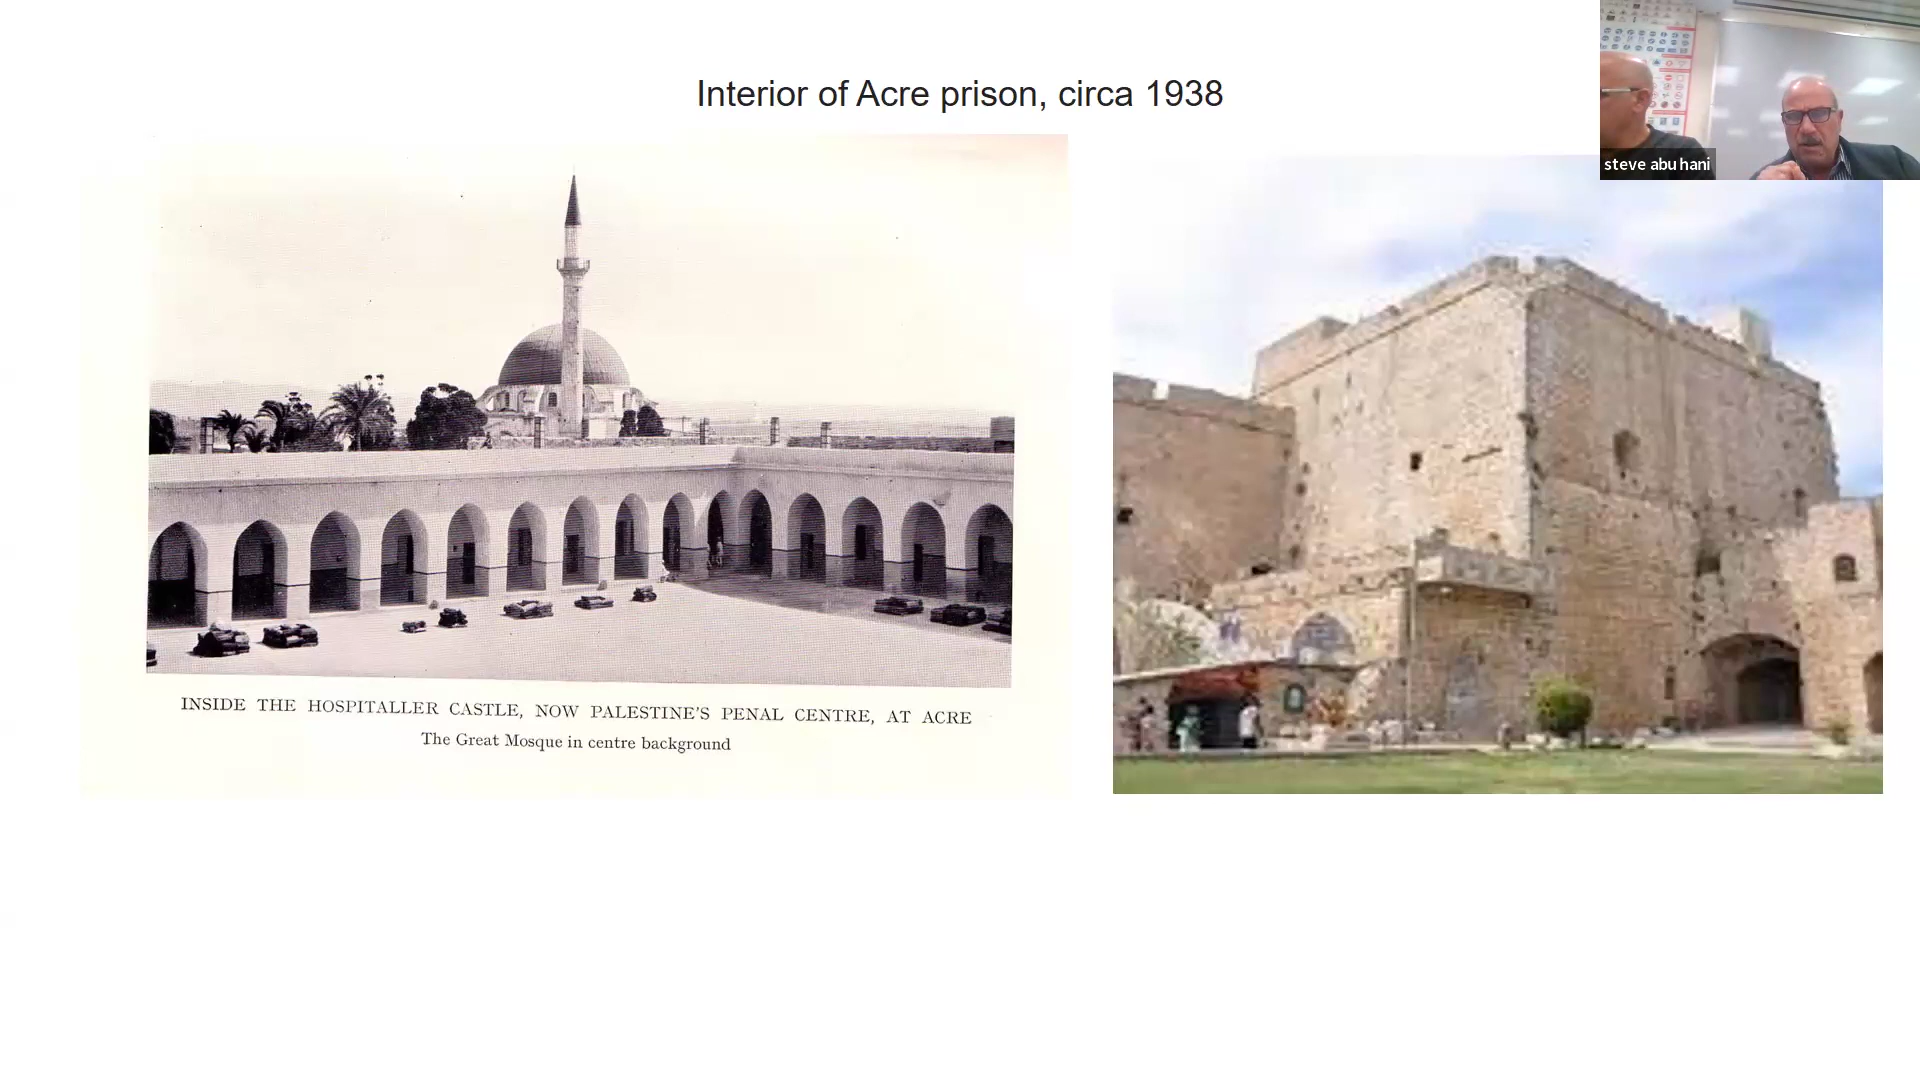 Interior of Acre prison, circa 1938
steve abu hani
INSIDE THE HOSPITALLER CASTLE, NOW PALESTINE'S PENAL CENTRE, AT ACRE
The Great Mosque in centre background